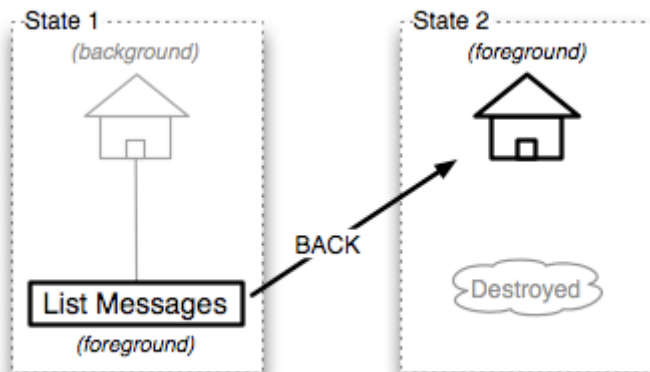 State 1
(background)
List Messages
(foreground)
BACK
State 2
(foreground)
Destroyed